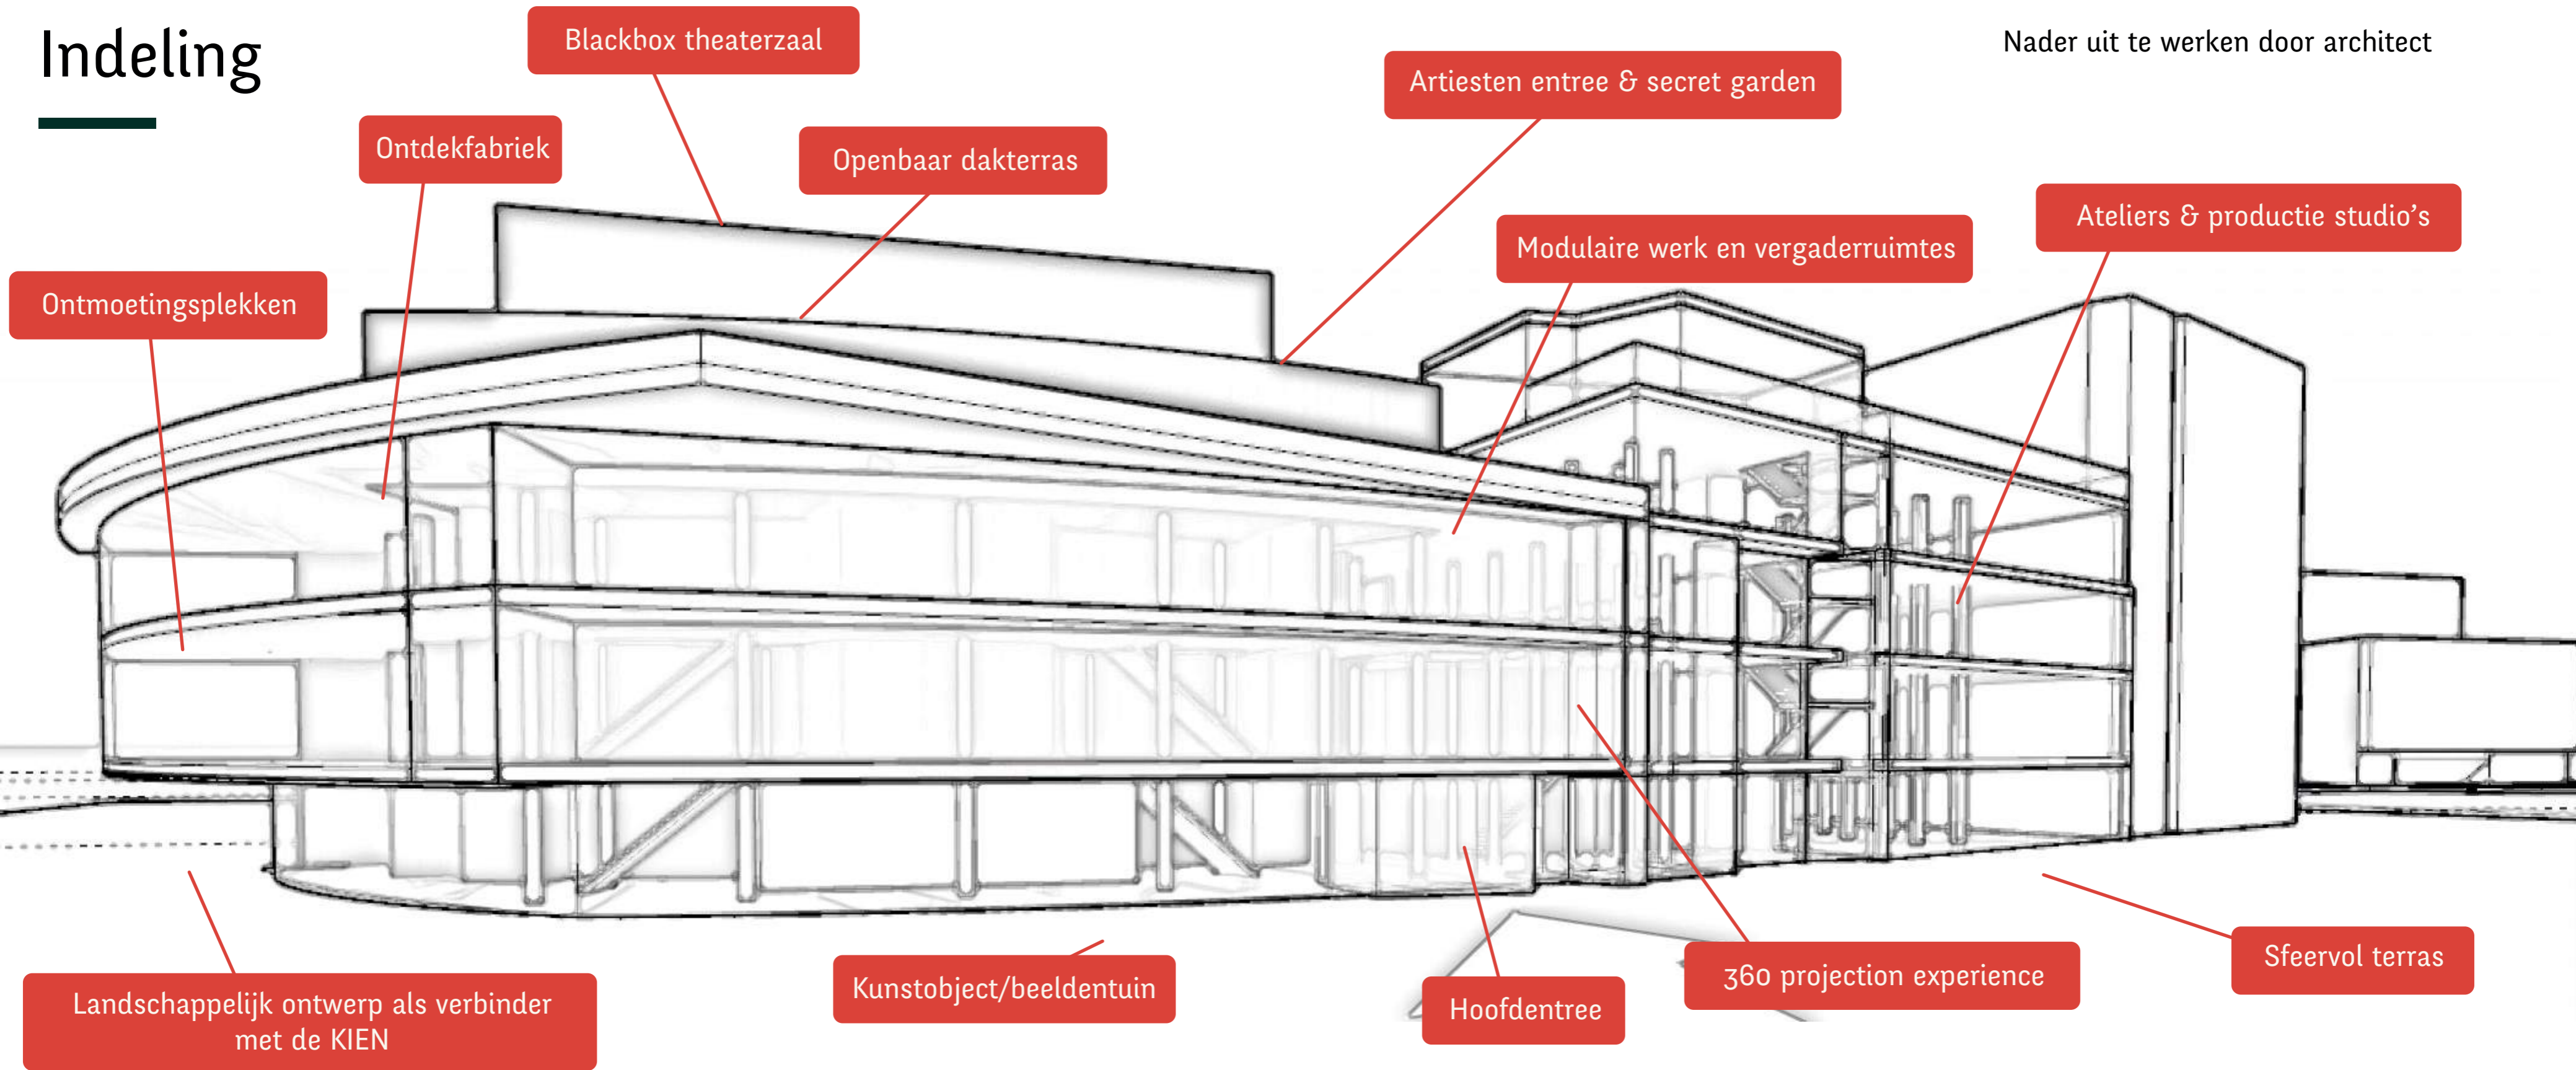 Indeling
Nader uit te werken door architect
Blackbox theaterzaal
Artiesten entree & secret garden
Ontdekfabriek
Openbaar dakterras
Modulaire werk en vergaderruimtes
Ateliers & productie studio’s
Ontmoetingsplekken
Landschappelijk ontwerp als verbinder
met de KIEN
Kunstobject/beeldentuin
Hoofdentree
360 projection experience
Sfeervol terras